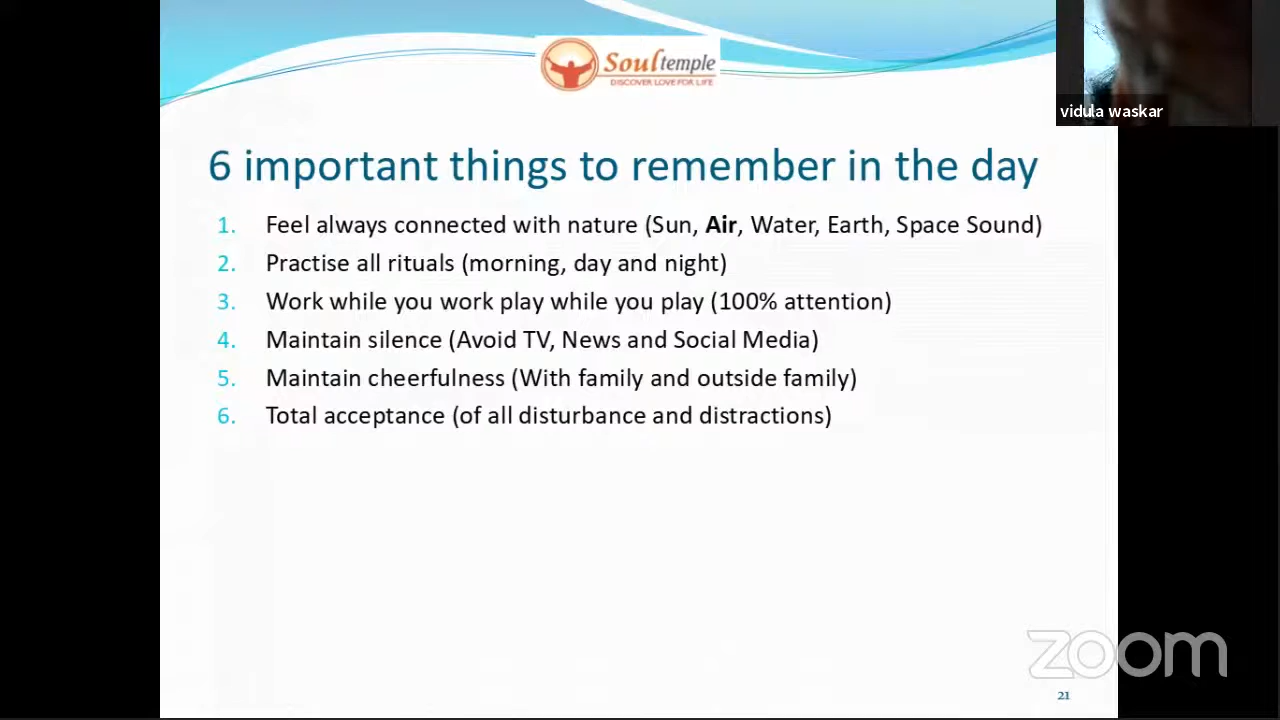 Soul temple
DISCOVER LOVE FOR LIFE
vidula waskar
6 important things to remember in the day
1. Feel always connected with nature (Sun, Air, Water, Earth, Space Sound)
2. Practise all rituals (morning, day and night)
3. Work while you work play while you play (100% attention)
4. Maintain silence (Avoid TV, News and Social Media)
5. Maintain cheerfulness (With family and outside family)
6. Total acceptance (of all disturbance and distractions)
zoom
21